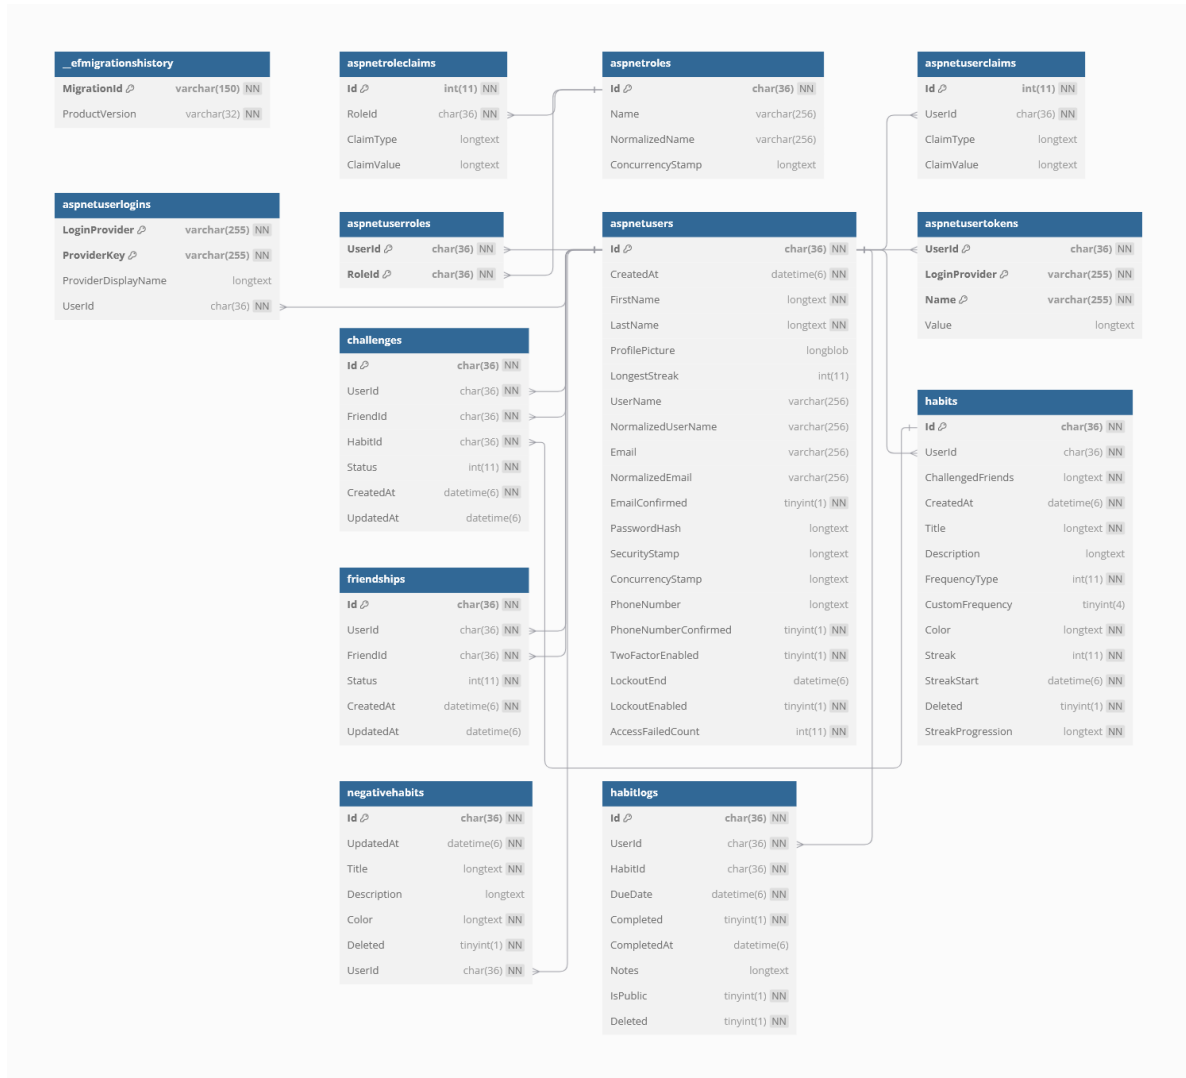 __efmigrationshistory
MigrationId varchar(150) NN
ProductVersion varchar(32) NN
aspnetroleclaims
Id int(11) NN
RoleId char(36) NN
ClaimType longtext
ClaimValue longtext
aspnetroles
Id char(36) NN
Name varchar(256)
NormalizedName varchar(256)
ConcurrencyStamp longtext
aspnetuserclaims
Id int(11) NN
UserId char(36) NN
ClaimType longtext
ClaimValue longtext
aspnetuserlogins
LoginProvider varchar(255) NN
ProviderKey varchar(255) NN
ProviderDisplayName longtext
UserId char(36) NN
aspnetuserroles
UserId char(36) NN
RoleId char(36) NN
aspnetusers
Id char(36) NN
CreatedAt datetime(6) NN
FirstName longtext NN
LastName longtext NN
ProfilePicture longblob
LongestStreak int(11)
UserName varchar(256)
NormalizedUserName varchar(256)
Email varchar(256)
NormalizedEmail varchar(256)
EmailConfirmed tinyint(1) NN
PasswordHash longtext
SecurityStamp longtext
ConcurrencyStamp longtext
PhoneNumber longtext
PhoneNumberConfirmed tinyint(1) NN
TwoFactorEnabled tinyint(1) NN
LockoutEnd datetime(6)
LockoutEnabled tinyint(1) NN
AccessFailedCount int(11) NN
aspnetusertokens
UserId char(36) NN
LoginProvider varchar(255) NN
Name varchar(255) NN
Value longtext
challenges
Id char(36) NN
UserId char(36) NN
FriendId char(36) NN
HabitId char(36) NN
Status int(11) NN
CreatedAt datetime(6) NN
UpdatedAt datetime(6)
habits
Id char(36) NN
UserId char(36) NN
ChallengedFriends longtext NN
CreatedAt datetime(6) NN
Title longtext NN
Description longtext
FrequencyType int(11) NN
CustomFrequency tinyint(4)
Color longtext NN
Streak int(11) NN
StreakStart datetime(6) NN
Deleted tinyint(1) NN
StreakProgression longtext NN
friendships
Id char(36) NN
UserId char(36) NN
FriendId char(36) NN
Status int(11) NN
CreatedAt datetime(6) NN
UpdatedAt datetime(6)
negativehabits
Id char(36) NN
UpdatedAt datetime(6) NN
Title longtext NN
Description longtext
Color longtext NN
Deleted tinyint(1) NN
UserId char(36) NN
habitlogs
Id char(36) NN
UserId char(36) NN
HabitId char(36) NN
DueDate datetime(6) NN
Completed tinyint(1) NN
CompletedAt datetime(6)
Notes longtext
IsPublic tinyint(1) NN
Deleted tinyint(1) NN